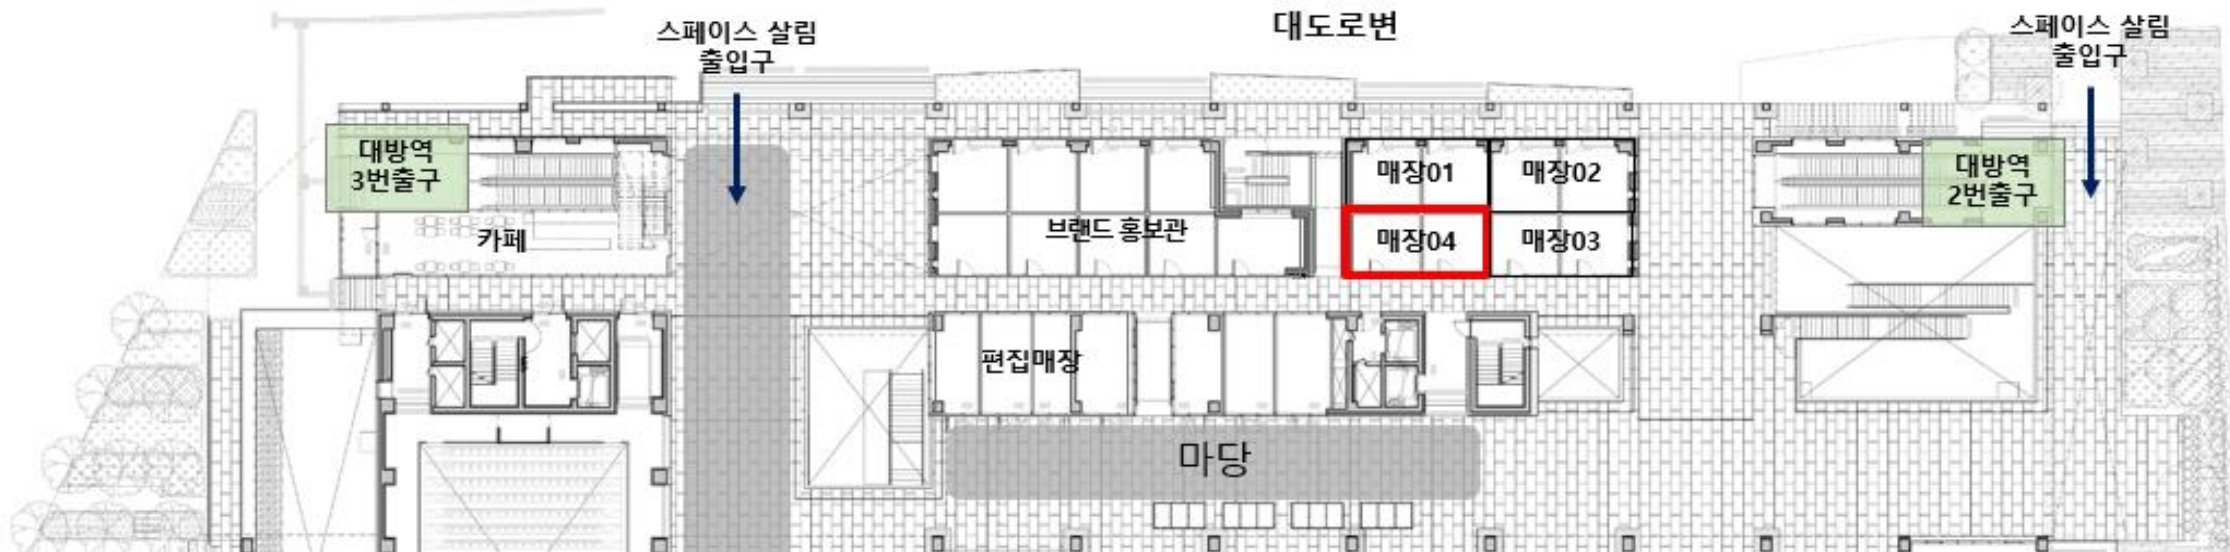 스페이스 살림
출입구
대도로변
스페이스 살림
출입구
대방역
3번출구
매장01
매장02
대방역
2번출구
카페
브랜드 홍보관
매장04
매장03
편집매장
마당